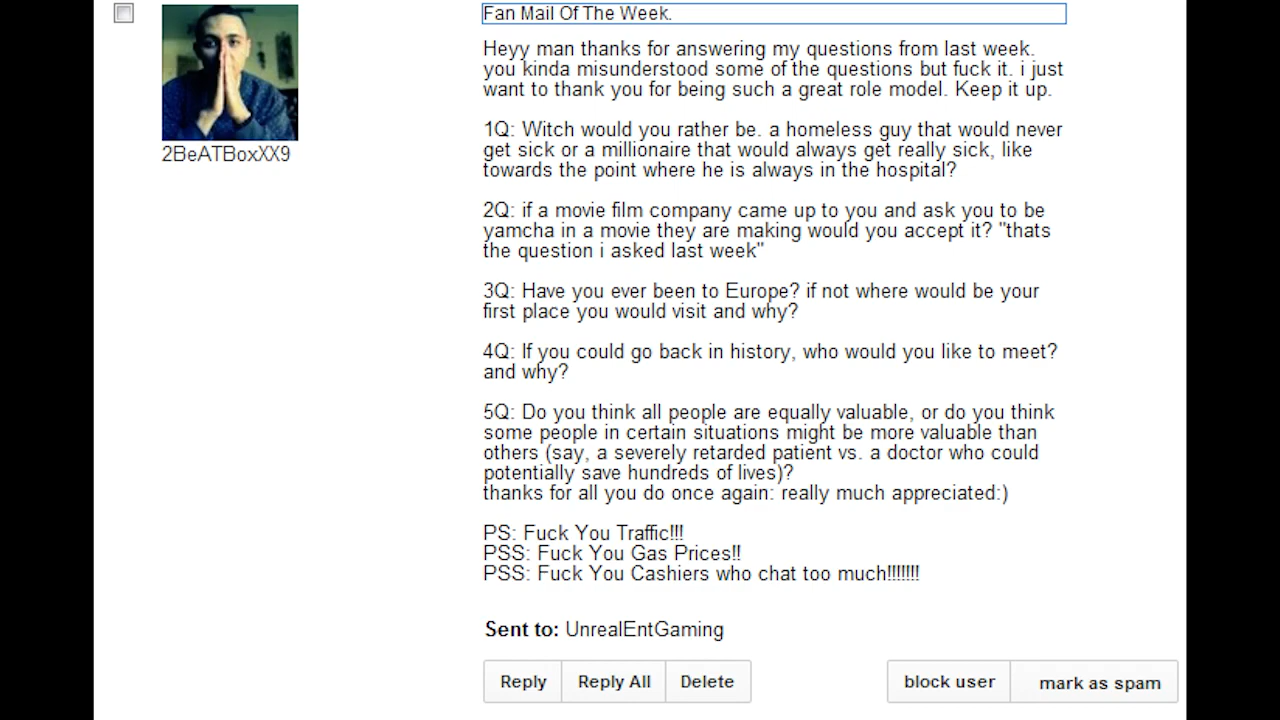 Fan Mail Of The Week.
Heyy man thanks for answering my questions from last week.
you kinda misunderstood some of the questions but fuck it. i just
want to thank you for being such a great role model. Keep it up.
1Q: Witch would you rather be. a homeless guy that would never
get sick or a millionaire that would always get really sick, like
towards the point where he is always in the hospital?
2Q: if a movie film company came up to you and ask you to be
yamcha in a movie they are making would you accept it? "thats
the question i asked last week"
3Q: Have you ever been to Europe? if not where would be your
first place you would visit and why?
4Q: If you could go back in history, who would you like to meet?
and why?
5Q: Do you think all people are equally valuable, or do you think
some people in certain situations might be more valuable than
others (say, a severely retarded patient vs. a doctor who could
potentially save hundreds of lives)?
thanks for all you do once again: really much appreciated:)
PS: Fuck You Traffic!!!
PSS: Fuck You Gas Prices!!
PSS: Fuck You Cashiers who chat too much!!!!!!!
2BeATBoxXX9
Sent to: UnrealEntGaming
Reply Reply All Delete block user mark as spam